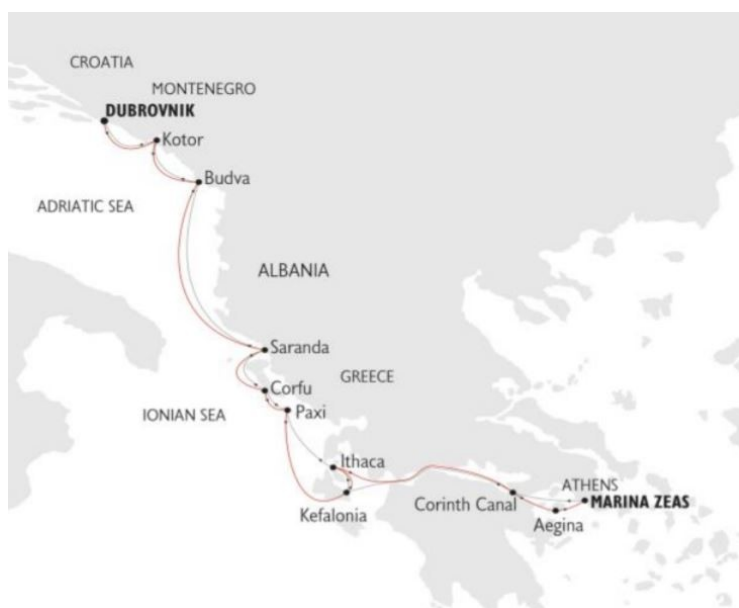 CROATIA
MONTENEGRO
DUBROVNIK
Kotor
Budva
ADRIATIC SEA
ALBANIA
Saranda
GREECE
Corfu
IONIAN SEA
Paxi
Ithaca
ATHENS
Kefalonia
Corinth Canal
MARINA ZEAS
Aegina